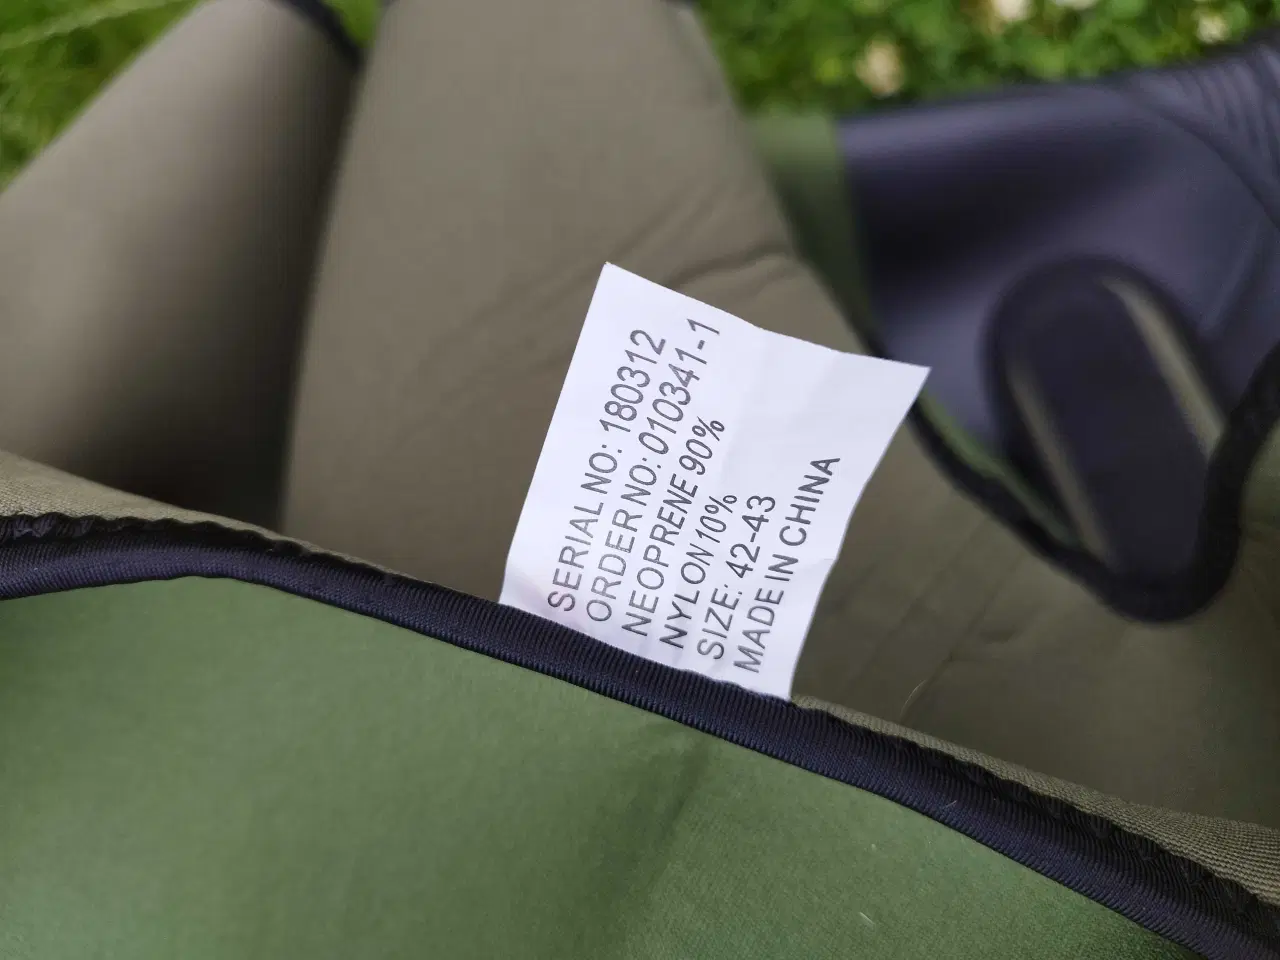 SERIAL NO: 180312
ORDER NO: 010341-1
NEOPRENE 90%
NYLON 10%
SIZE: 42-43
MADE IN CHINA